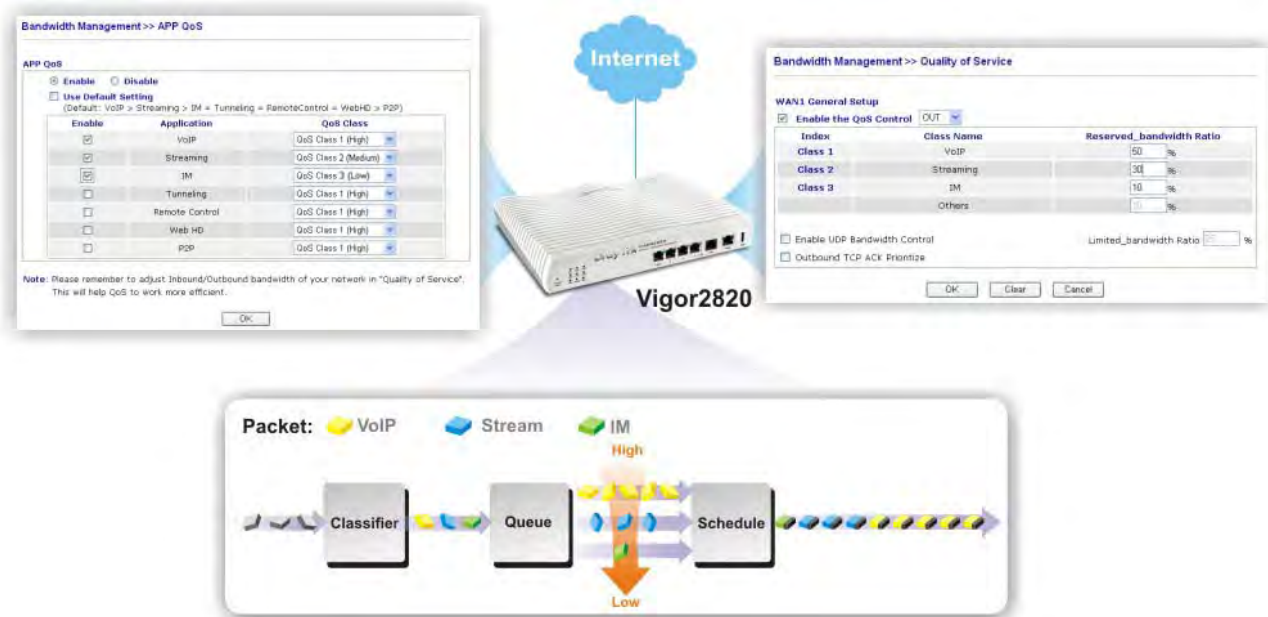 Bandwidth Management >> APP QoS
APP QoS
Enable Disable
Use Default Setting
(Default: VoIP > Streaming > IM = Tunneling = RemoteControl = WebHD > P2P)
Enable Application QoS Class
VoIP QoS Class 1 (High)
Streaming QoS Class 2 (Medium)
IM QoS Class 3 (Low)
Tunneling QoS Class 1 (High)
Remote Control QoS Class 1 (High)
Web HD QoS Class 1 (High)
P2P QoS Class 1 (High)
Note: Please remember to adjust Inbound/Outbound bandwidth of your network in "Quality of Service".
This will help QoS to work more efficient.
OK
Internet
Vigor2820
Bandwidth Management >> Quality of Service
WAN1 General Setup
Enable the QoS Control OUT
Index Class Name Reserved_bandwidth Ratio
Class 1 VoIP 50 %
Class 2 Streaming 30 %
Class 3 IM 10 %
Others 10 %
Enable UDP Bandwidth Control Limited_bandwidth Ratio %
Outbound TCP ACK Prioritize
OK Clear Cancel
Packet: VoIP Stream IM
High
Classifier Queue Schedule
Low